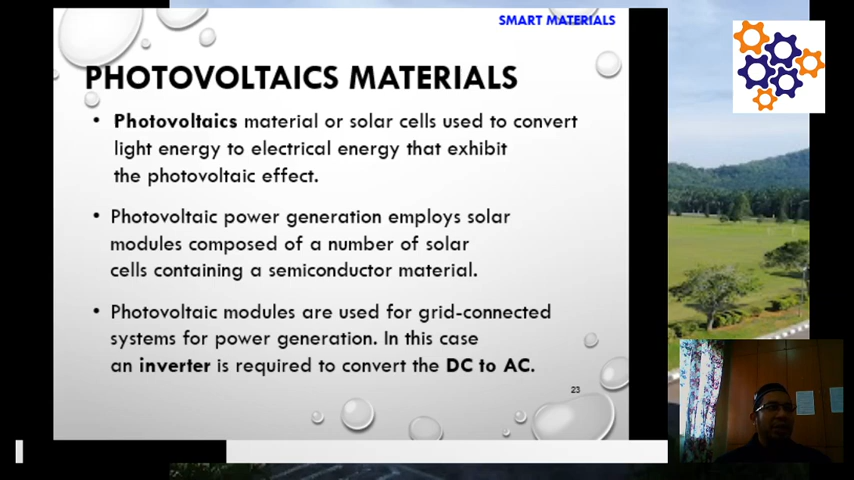 SMART MATERIALS
PHOTOVOLTAICS MATERIALS
• Photovoltaics material or solar cells used to convert
light energy to electrical energy that exhibit
the photovoltaic effect.
• Photovoltaic power generation employs solar
modules composed of a number of solar
cells containing a semiconductor material.
• Photovoltaic modules are used for grid-connected
systems for power generation. In this case
an inverter is required to convert the DC to AC.
23